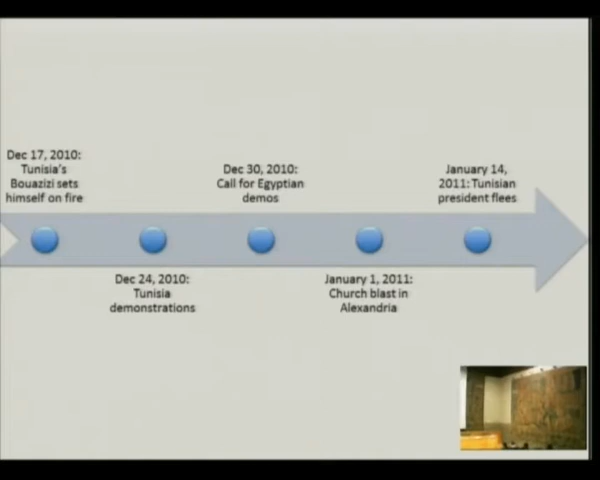 Dec 17, 2010:
Tunisia's
Bouazizi sets
himself on fire
Dec 24, 2010:
Tunisia
demonstrations
Dec 30, 2010:
Call for Egyptian
demos
January 1, 2011:
Church blast in
Alexandria
January 14,
2011: Tunisian
president flees